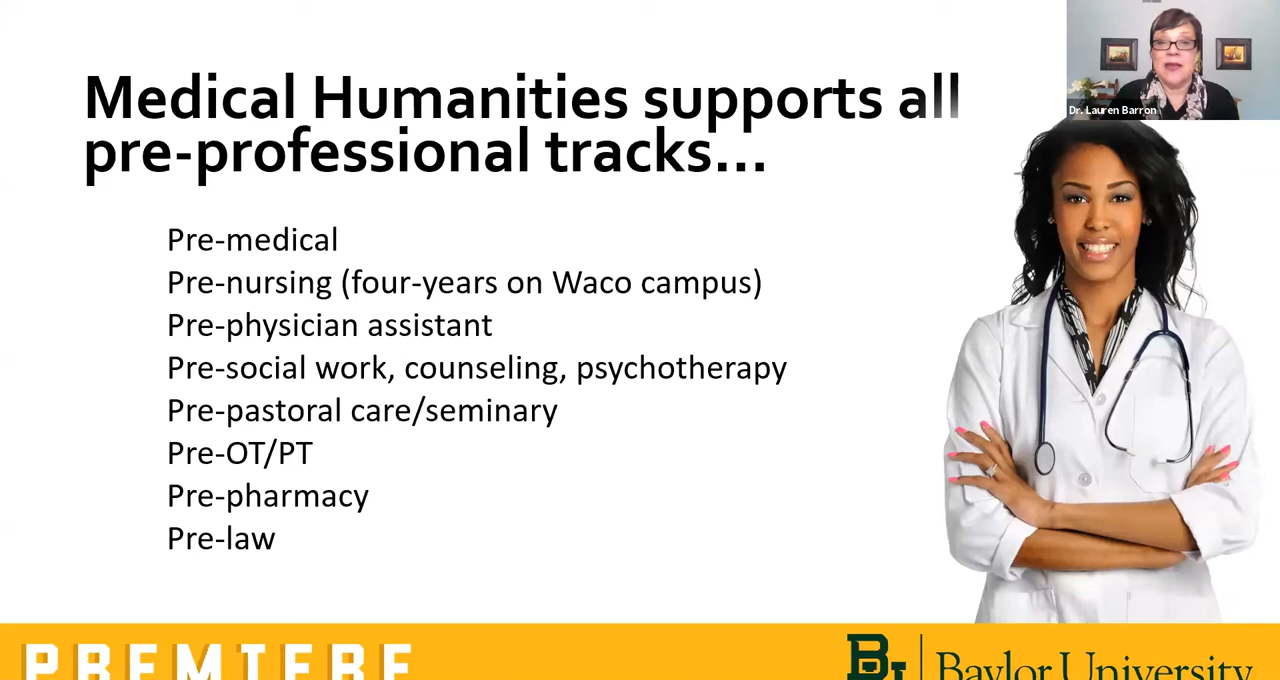 Medical Humanities supports all
pre-professional tracks...
Dr. Lauren Barron
Pre-medical
Pre-nursing (four-years on Waco campus)
Pre-physician assistant
Pre-social work, counseling, psychotherapy
Pre-pastoral care/seminary
Pre-OT/PT
Pre-pharmacy
Pre-law
PREMIERE
BU
Baylor University